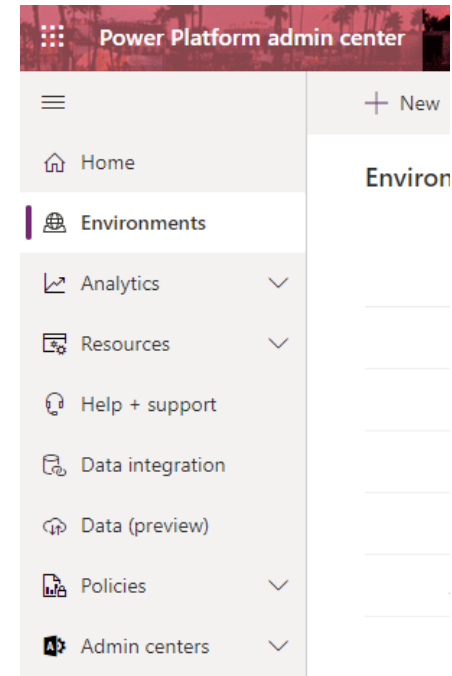 Power Platform admin center
New
Home
Environ
Environments
Analytics
Resources
Help + support
Data integration
Data (preview)
Policies
Admin centers